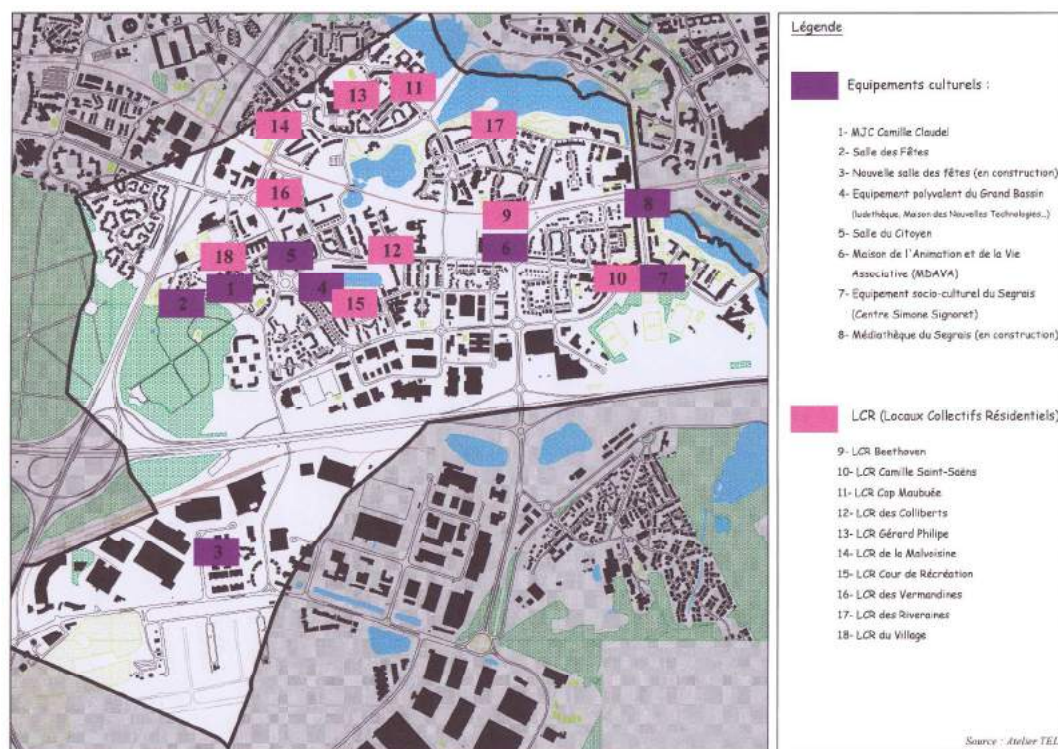 11
13
14
17
16
9
8
18
5
12
6
1
4
2
15
10
7
3
Légende
Equipements culturels :
1- MJC Camille Claudel
2- Salle des Fêtes
3- Nouvelle salle des fêtes (en construction)
4- Equipement polyvalent du Grand Bassin
(ludothèque, Maison des Nouvelles Technologies...)
5- Salle du Citoyen
6- Maison de l'Animation et de la Vie
Associative (MDAVA)
7- Equipement socio-culturel du Segrais
(Centre Simone Signoret)
8- Médiathèque du Segrais (en construction)
LCR (Locaux Collectifs Résidentiels)
9- LCR Beethoven
10- LCR Camille Saint-Saëns
11- LCR Cap Maubuée
12- LCR des Colliberts
13- LCR Gérard Philipe
14- LCR de la Malvoisine
15- LCR Cour de Récréation
16- LCR des Vermandines
17- LCR des Riveraines
18- LCR du Village
Source : Atelier TEL